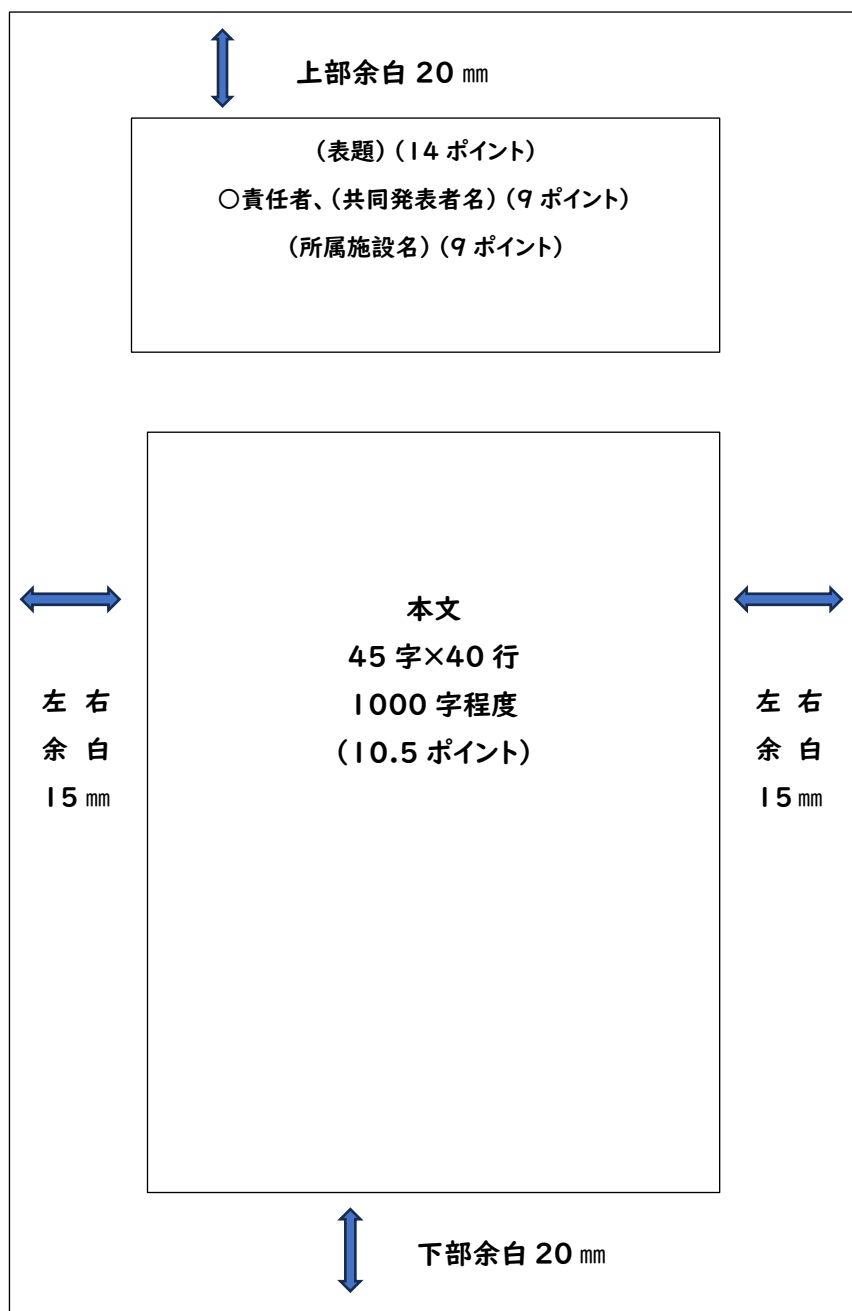 上部余白 20 ㎜
(表題) (14 ポイント)
○責任者、(共同発表者名) (9 ポイント)
(所属施設名) (9 ポイント)
本文
45 字×40 行
1000 字程度
(10.5 ポイント)
左 右
余 白
15 ㎜
左 右
余 白
15 ㎜
下部余白 20 ㎜